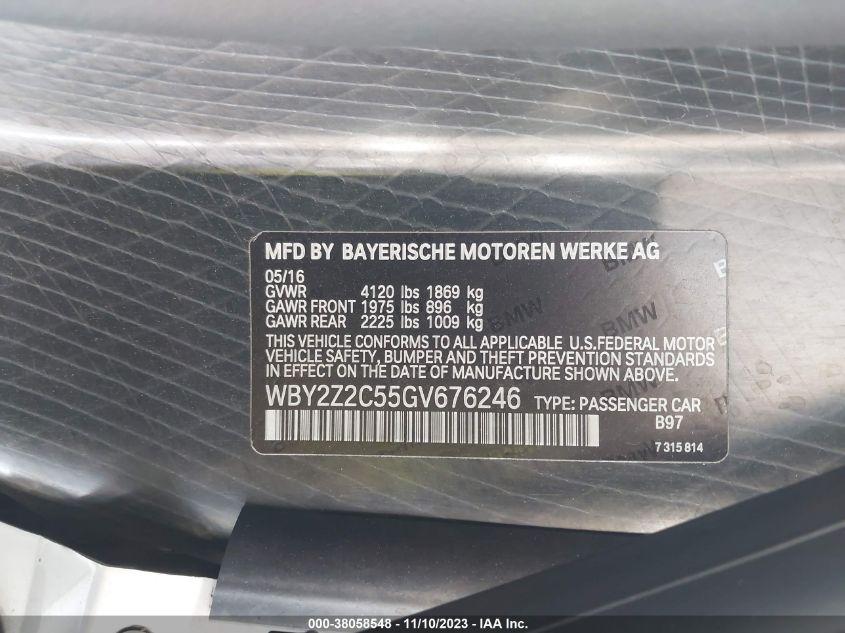 MFD BY BAYERISCHE MOTOREN WERKE AG
05/16
GVWR 4120 lbs 1869 kg
GAWR FRONT 1975 lbs 896 kg
GAWR REAR 2225 lbs 1009 kg
THIS VEHICLE CONFORMS TO ALL APPLICABLE U.S.FEDERAL MOTOR
VEHICLE SAFETY, BUMPER AND THEFT PREVENTION STANDARDS
IN EFFECT ON THE DATE OF MANUFACTURE SHOWN ABOVE.
WBY2Z2C55GV676246 TYPE: PASSENGER CAR
B97
7 315 814
BMW
BMW
BMW
000-38058548 - 11/10/2023 - IAA Inc.